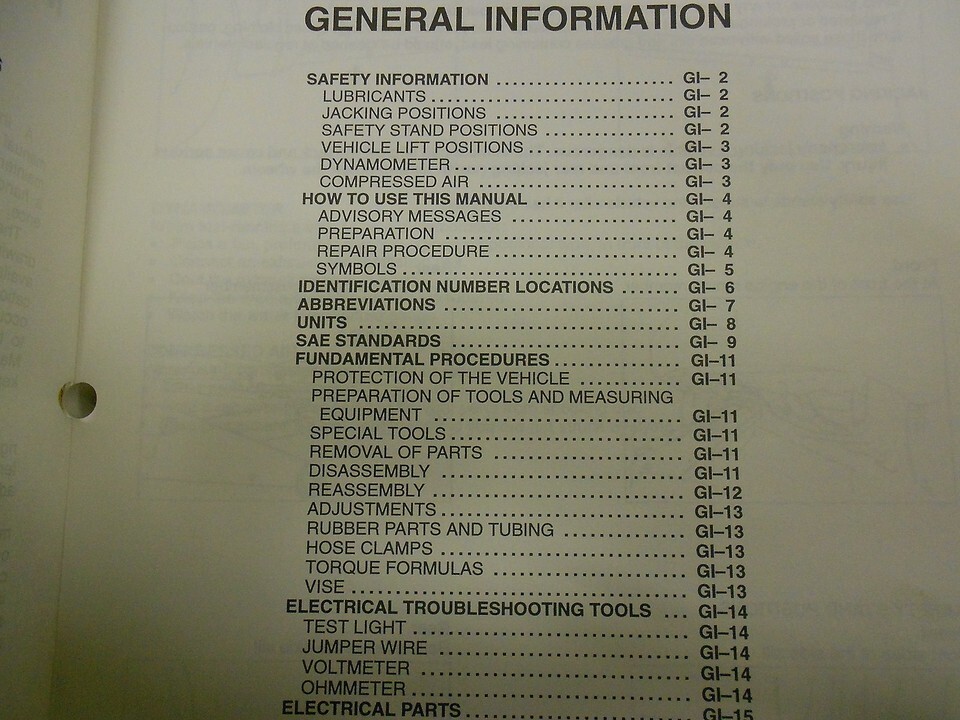 GENERAL INFORMATION
SAFETY INFORMATION ....................... GI– 2
LUBRICANTS ............................... GI– 2
JACKING POSITIONS ....................... GI– 2
SAFETY STAND POSITIONS ................. GI– 2
VEHICLE LIFT POSITIONS ................... GI– 3
DYNAMOMETER ............................ GI– 3
COMPRESSED AIR ......................... GI– 3
HOW TO USE THIS MANUAL ................... GI– 4
ADVISORY MESSAGES ..................... GI– 4
PREPARATION ............................. GI– 4
REPAIR PROCEDURE ....................... GI– 4
SYMBOLS .................................. GI– 5
IDENTIFICATION NUMBER LOCATIONS ....... GI– 6
ABBREVIATIONS ............................. GI– 7
UNITS ....................................... GI– 8
SAE STANDARDS ............................ GI– 9
FUNDAMENTAL PROCEDURES ............... GI–11
PROTECTION OF THE VEHICLE ............ GI–11
PREPARATION OF TOOLS AND MEASURING
EQUIPMENT .............................. GI–11
SPECIAL TOOLS ............................ GI–11
REMOVAL OF PARTS ....................... GI–11
DISASSEMBLY ............................. GI–11
REASSEMBLY .............................. GI–12
ADJUSTMENTS ............................. GI–13
RUBBER PARTS AND TUBING .............. GI–13
HOSE CLAMPS ............................. GI–13
TORQUE FORMULAS ....................... GI–13
VISE ........................................ GI–13
ELECTRICAL TROUBLESHOOTING TOOLS ... GI–14
TEST LIGHT ................................ GI–14
JUMPER WIRE ............................. GI–14
VOLTMETER ............................... GI–14
OHMMETER ................................ GI–14
ELECTRICAL PARTS .......................... GI–15